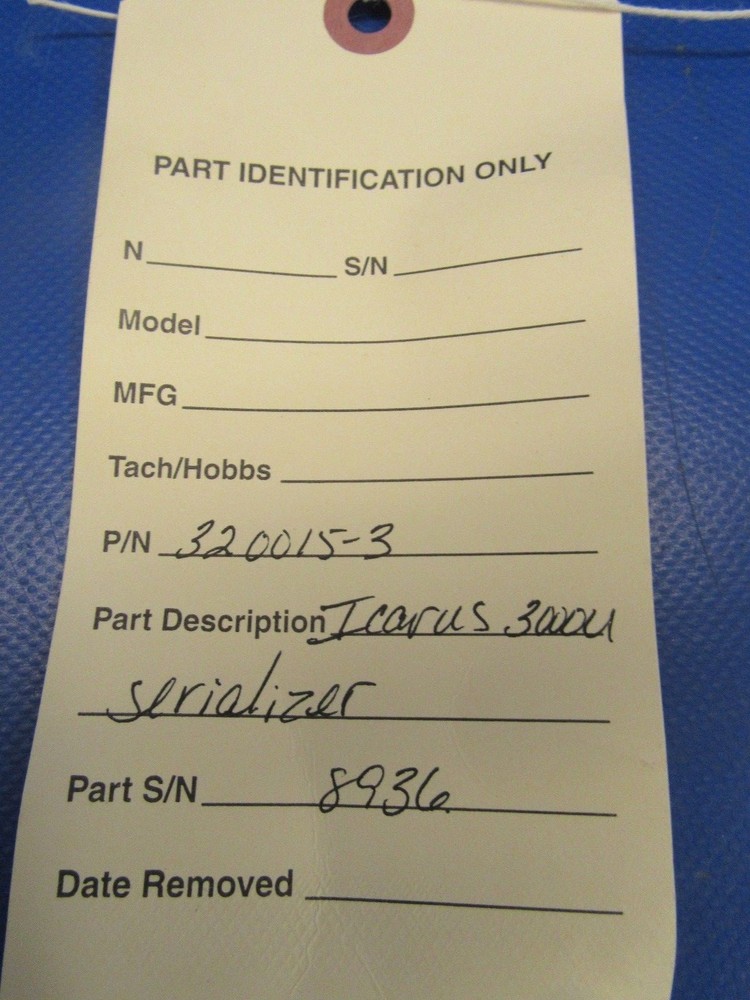 PART IDENTIFICATION ONLY
N S/N
Model
MFG
Tach/Hobbs
P/N 320015-3
Part Description Icarus 3000U
serializer
Part S/N 8936
Date Removed